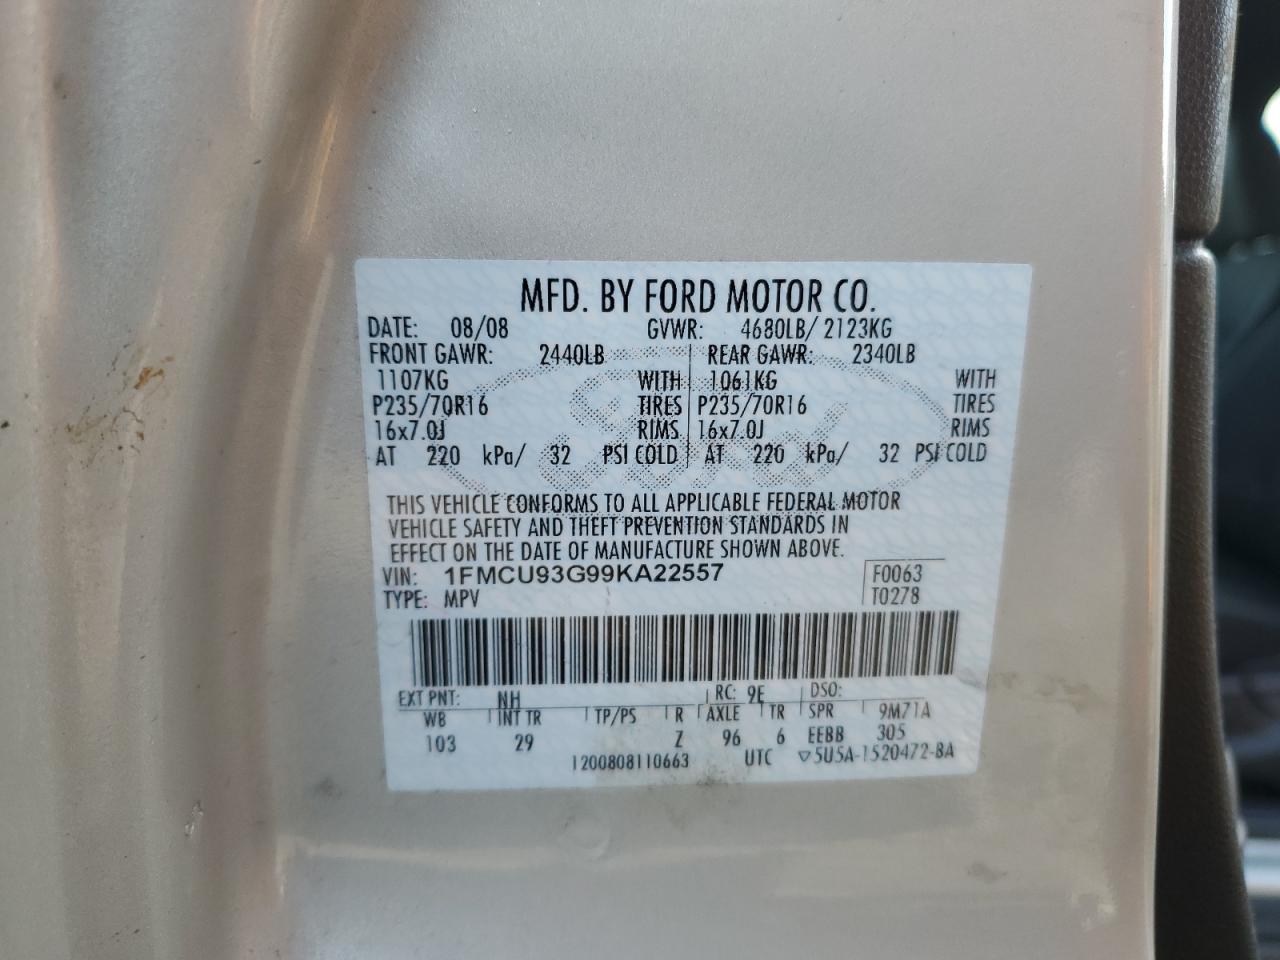 MFD. BY FORD MOTOR CO.
DATE: 08/08 GVWR: 4680LB/ 2123KG
FRONT GAWR: 2440LB REAR GAWR: 2340LB
1107KG WITH 1061KG WITH
P235/70R16 TIRES P235/70R16 TIRES
16x7.0J RIMS 16x7.0J RIMS
AT 220 kPa/ 32 PSI COLD AT 220 kPa/ 32 PSI COLD
THIS VEHICLE CONFORMS TO ALL APPLICABLE FEDERAL MOTOR
VEHICLE SAFETY AND THEFT PREVENTION STANDARDS IN
EFFECT ON THE DATE OF MANUFACTURE SHOWN ABOVE.
VIN: 1FMCU93G99KA22557 F0063
TYPE: MPV T0278
EXT PNT: NH RC: 9E DSO:
WB INT TR TP/PS R AXLE TR SPR 9M71A
103 29 Z 96 6 EEBB 305
1200808110663 UTC ▽5U5A-1520472-BA